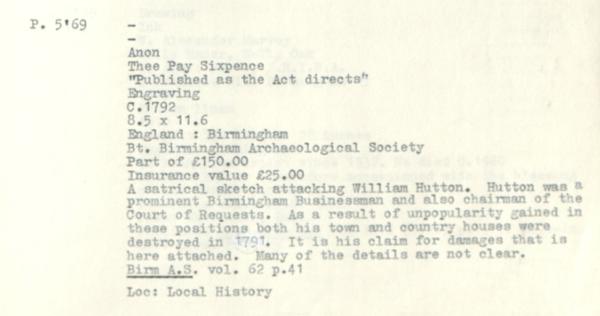 P. 5'69
-
-
Anon
Thee Pay Sixpence
"Published as the Act directs"
Engraving
C.1792
8.5 x 11.6
England : Birmingham
Bt. Birmingham Archaeological Society
Part of £150.00
Insurance value £25.00
A satrical sketch attacking William Hutton. Hutton was a
prominent Birmingham Businessman and also chairman of the
Court of Requests. As a result of unpopularity gained in
these positions both his town and country houses were
destroyed in 1791. It is his claim for damages that is
here attached. Many of the details are not clear.
Birm A.S. vol. 62 p.41
Loc: Local History